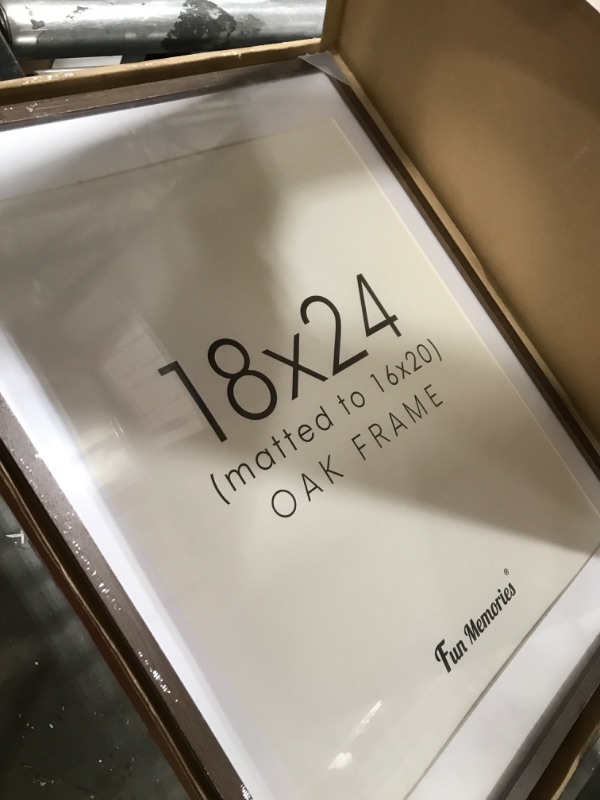 18x24
(matted to 16x20)
OAK FRAME
Fun Memories®